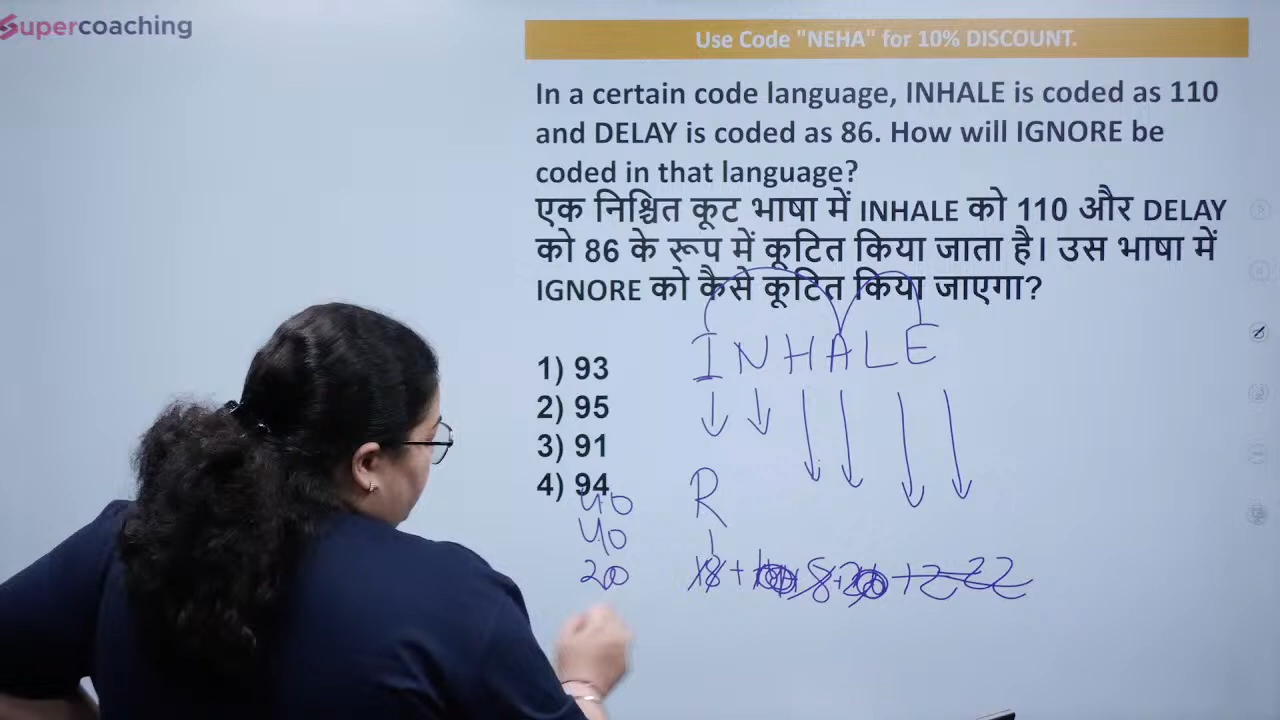 Supercoaching
Use Code "NEHA" for 10% DISCOUNT.
In a certain code language, INHALE is coded as 110
and DELAY is coded as 86. How will IGNORE be
coded in that language?
एक निश्चित कूट भाषा में INHALE को 110 और DELAY
को 86 के रूप में कूटित किया जाता है। उस भाषा में
IGNORE को कैसे कूटित किया जाएगा?
INHALE
1) 93
2) 95
3) 91
4) 94
40
R
40
20